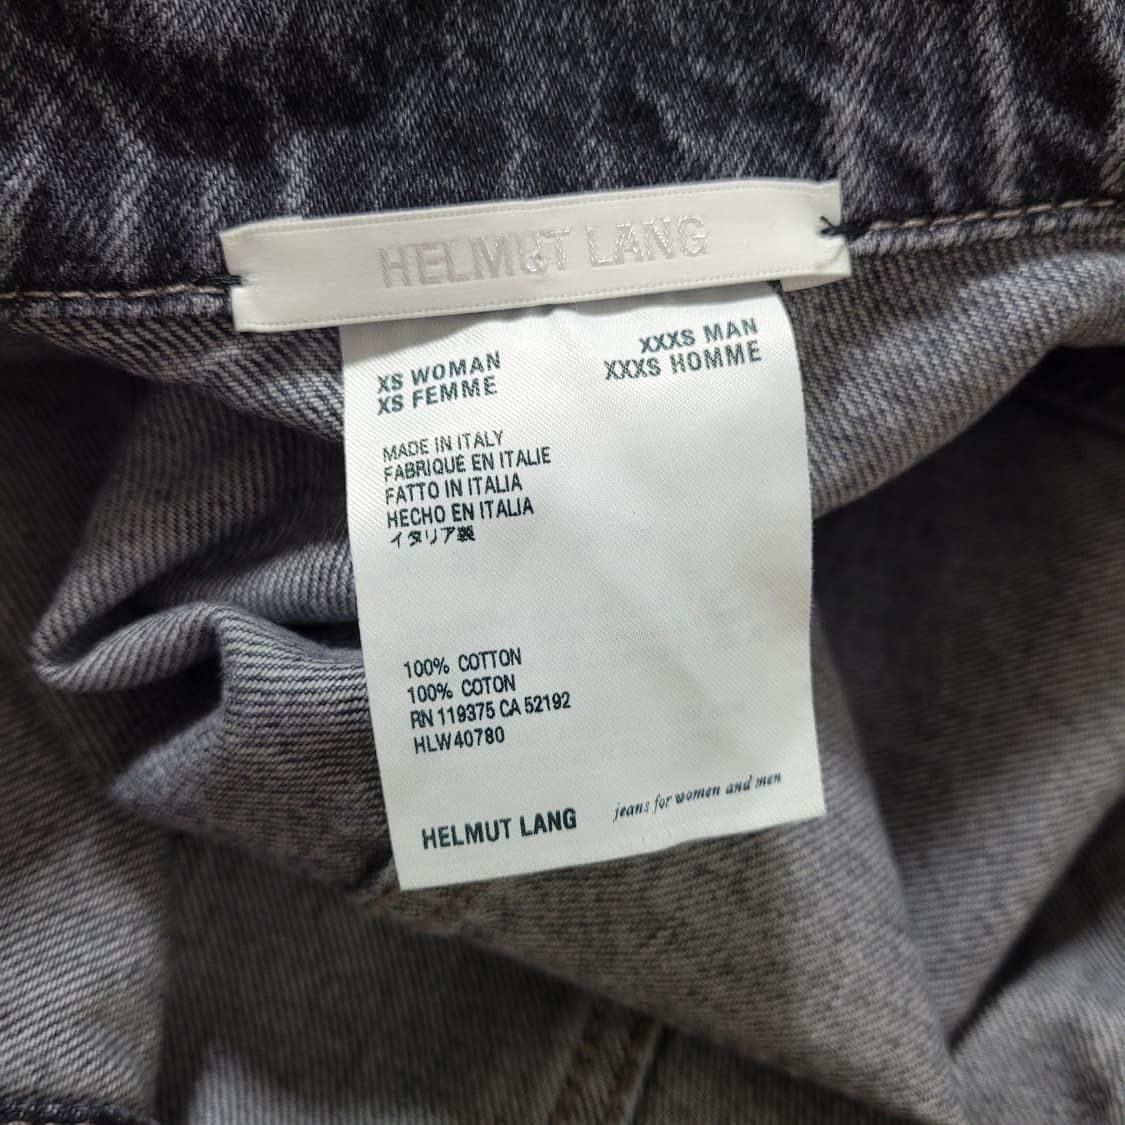 HELMUT LANG
XS WOMAN
XS FEMME
XXXS MAN
XXXS HOMME
MADE IN ITALY
FABRIQUÉ EN ITALIE
FATTO IN ITALIA
HECHO EN ITALIA
イタリア製
100% COTTON
100% COTON
RN 119375 CA 52192
HLW40780
HELMUT LANG
jeans for women and men